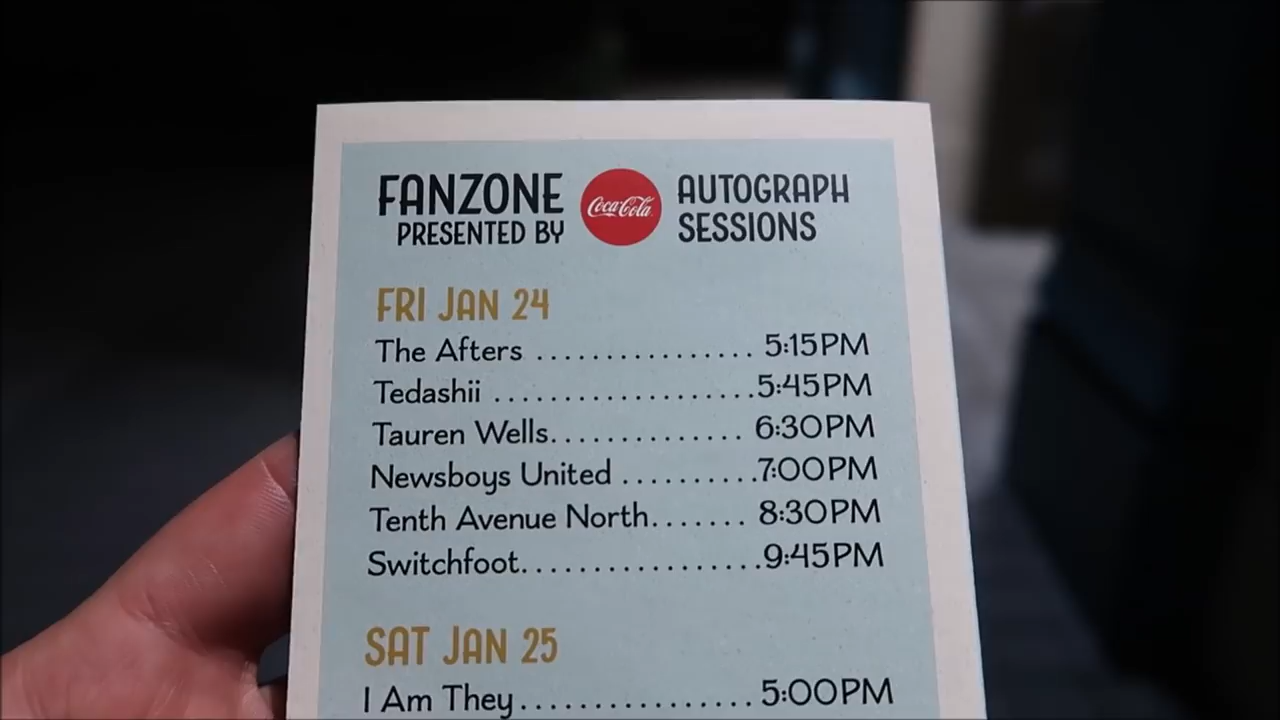 FANZONE
PRESENTED BY
Coca-Cola
AUTOGRAPH
SESSIONS
FRI JAN 24
The Afters ................ 5:15PM
Tedashii ....................5:45PM
Tauren Wells............... 6:30PM
Newsboys United ...........7:00PM
Tenth Avenue North....... 8:30PM
Switchfoot..................9:45PM
SAT JAN 25
I Am They................. 5:00PM